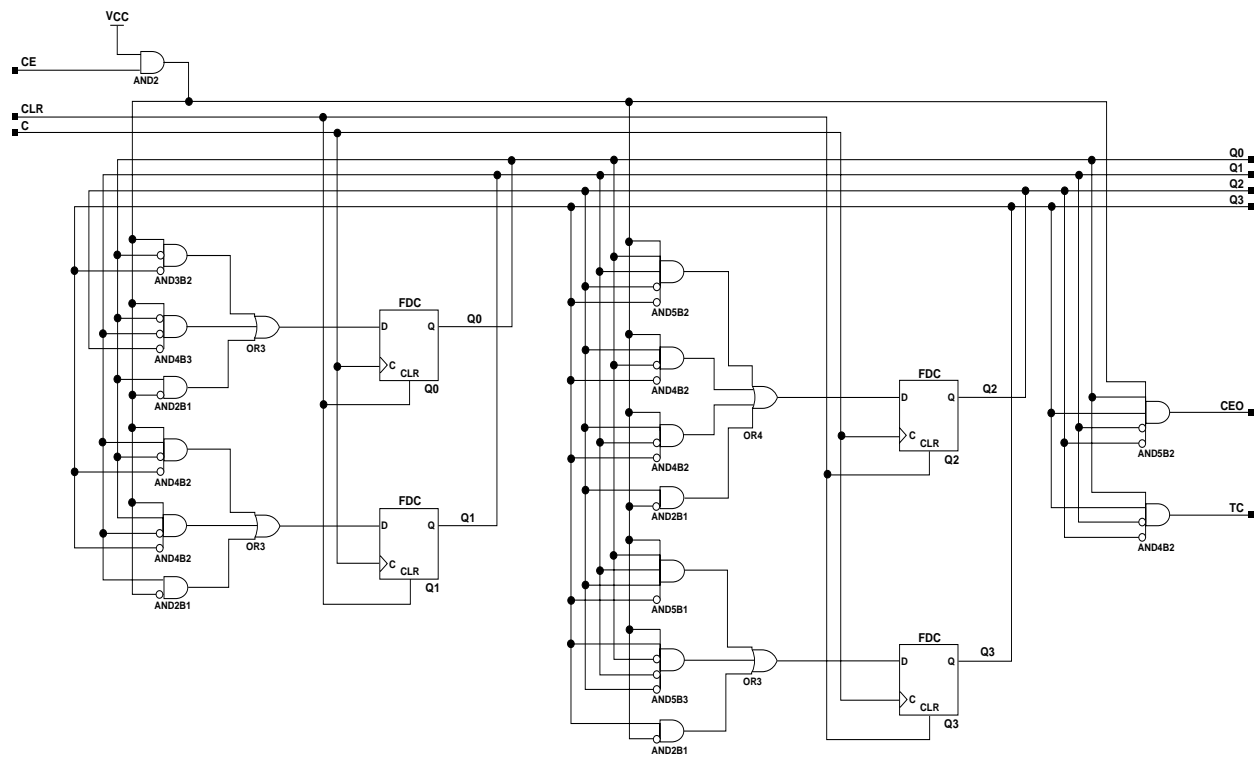 VCC
CE
AND2
CLR
C
Q0
Q1
Q2
Q3
AND3B2
AND4B3
OR3
AND2B1
FDC
D
Q
C
CLR
Q0
Q0
AND4B2
AND4B2
OR3
AND2B1
FDC
D
Q
C
CLR
Q1
Q1
AND5B2
AND4B2
AND4B2
OR4
AND2B1
FDC
D
Q
C
CLR
Q2
Q2
AND5B1
AND5B3
OR3
AND2B1
FDC
D
Q
C
CLR
Q3
Q3
CEO
AND5B2
TC
AND4B2